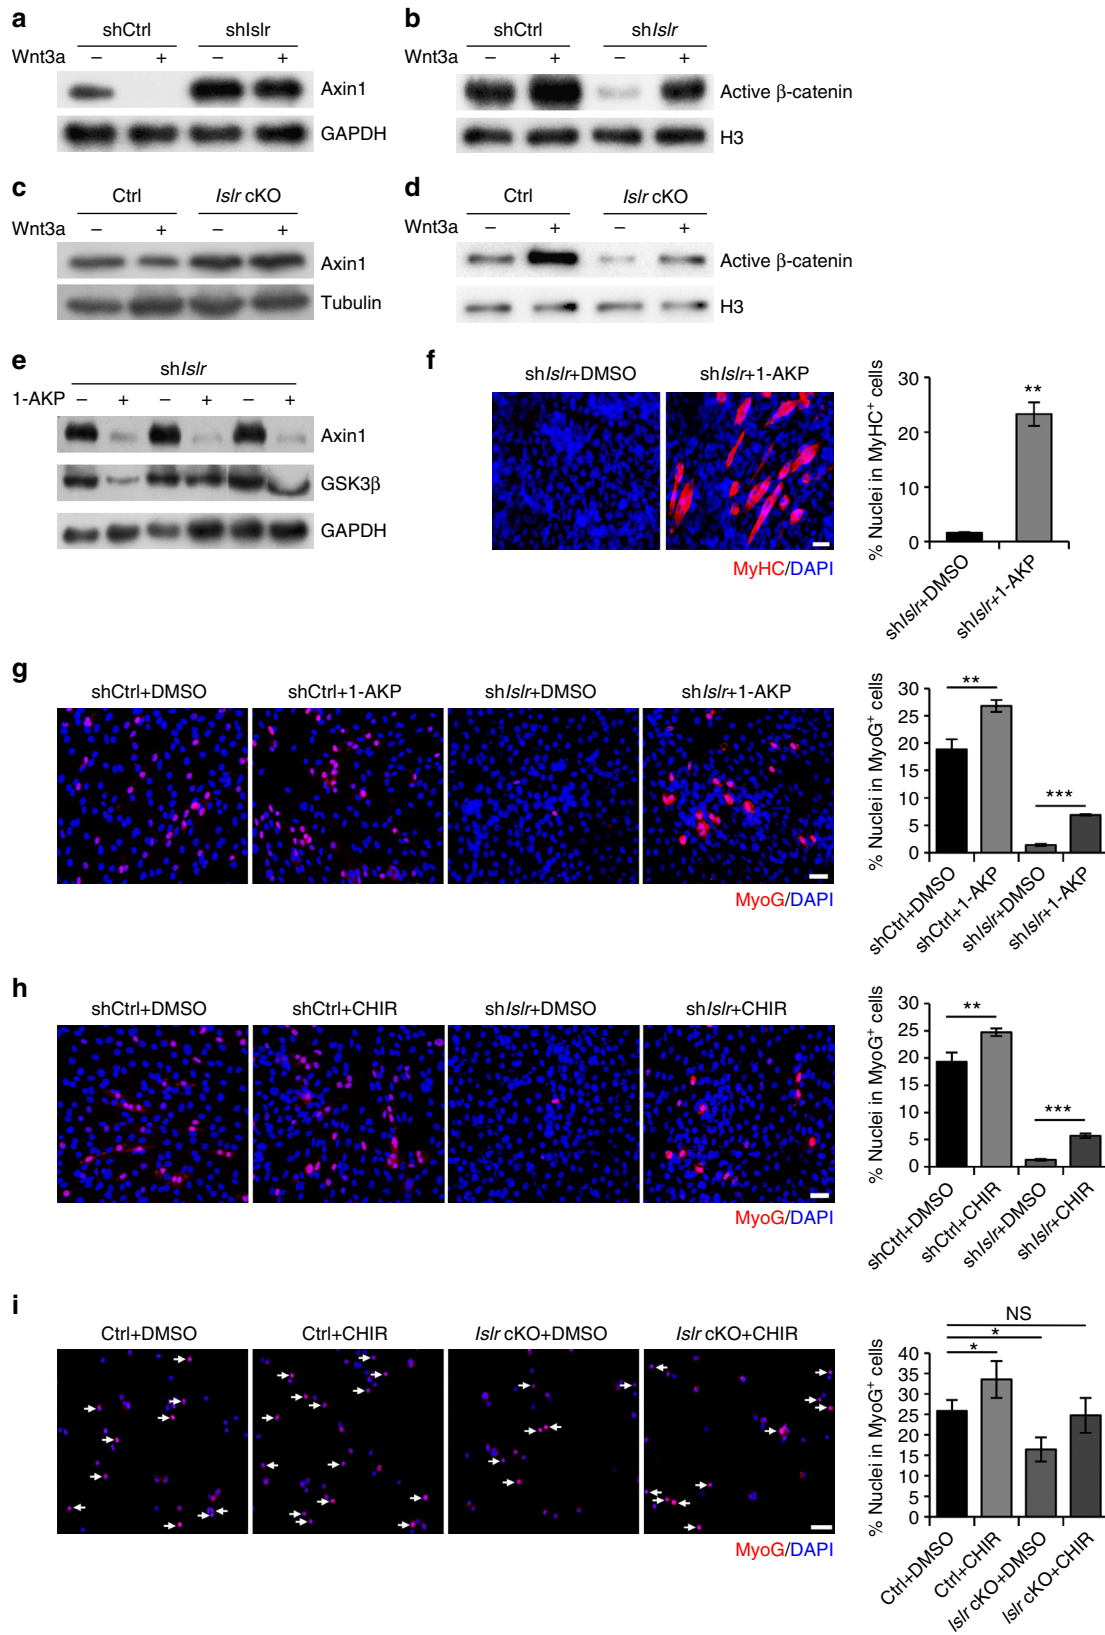 a
shCtrl shIslr
Wnt3a – + – +
Axin1
GAPDH
b
shCtrl shIslr
Wnt3a – + – +
Active β-catenin
H3
c
Ctrl Islr cKO
Wnt3a – + – +
Axin1
Tubulin
d
Ctrl Islr cKO
Wnt3a – + – +
Active β-catenin
H3
e
shIslr
1-AKP – + – + – +
Axin1
GSK3β
GAPDH
f
shIslr+DMSO shIslr+1-AKP
MyHC/DAPI
% Nuclei in MyHC⁺ cells
30
20
10
0
**
shIslr+DMSO
shIslr+1-AKP
g
shCtrl+DMSO shCtrl+1-AKP shIslr+DMSO shIslr+1-AKP
MyoG/DAPI
% Nuclei in MyoG⁺ cells
30
25
20
15
10
5
0
**
***
shCtrl+DMSO
shCtrl+1-AKP
shIslr+DMSO
shIslr+1-AKP
h
shCtrl+DMSO shCtrl+CHIR shIslr+DMSO shIslr+CHIR
MyoG/DAPI
% Nuclei in MyoG⁺ cells
30
25
20
15
10
5
0
**
***
shCtrl+DMSO
shCtrl+CHIR
shIslr+DMSO
shIslr+CHIR
i
Ctrl+DMSO Ctrl+CHIR Islr cKO+DMSO Islr cKO+CHIR
MyoG/DAPI
% Nuclei in MyoG⁺ cells
40
35
30
25
20
15
10
5
0
NS
*
*
Ctrl+DMSO
Ctrl+CHIR
Islr cKO+DMSO
Islr cKO+CHIR